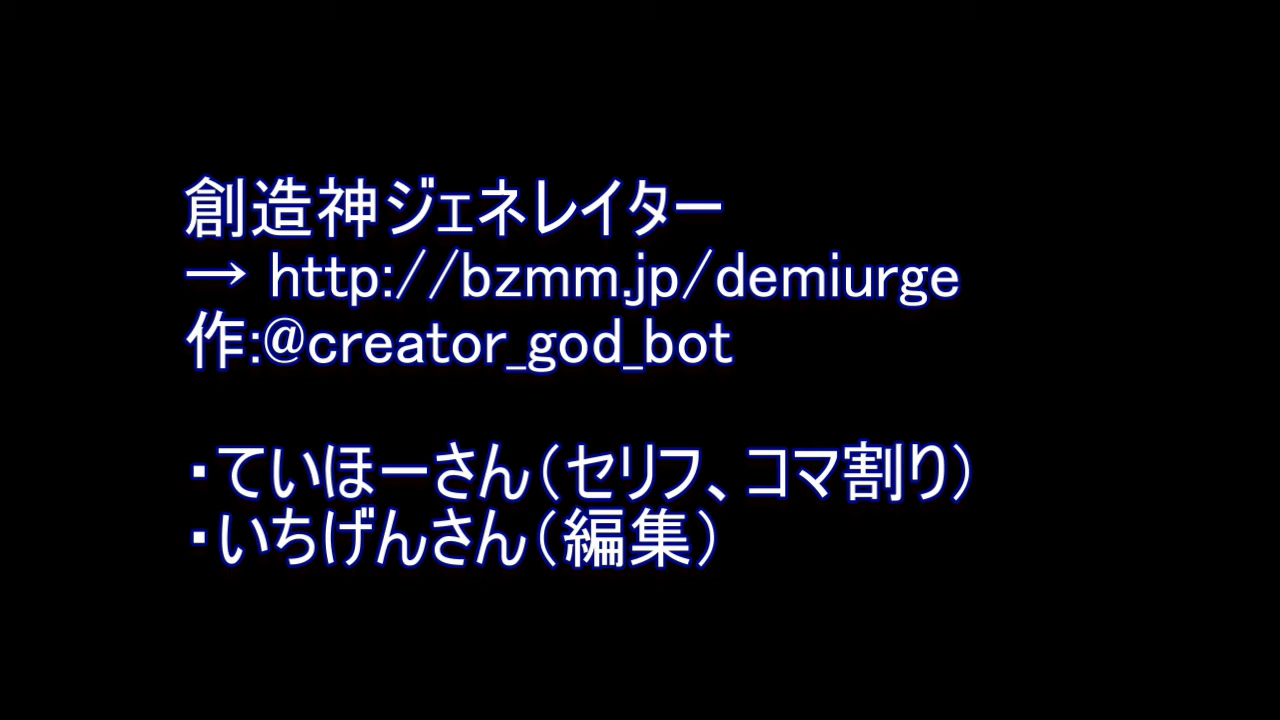 創造神ジェネレイター
→ http://bzmm.jp/demiurge
作:@creator_god_bot
・ていほーさん（セリフ、コマ割り）
・いちげんさん（編集）